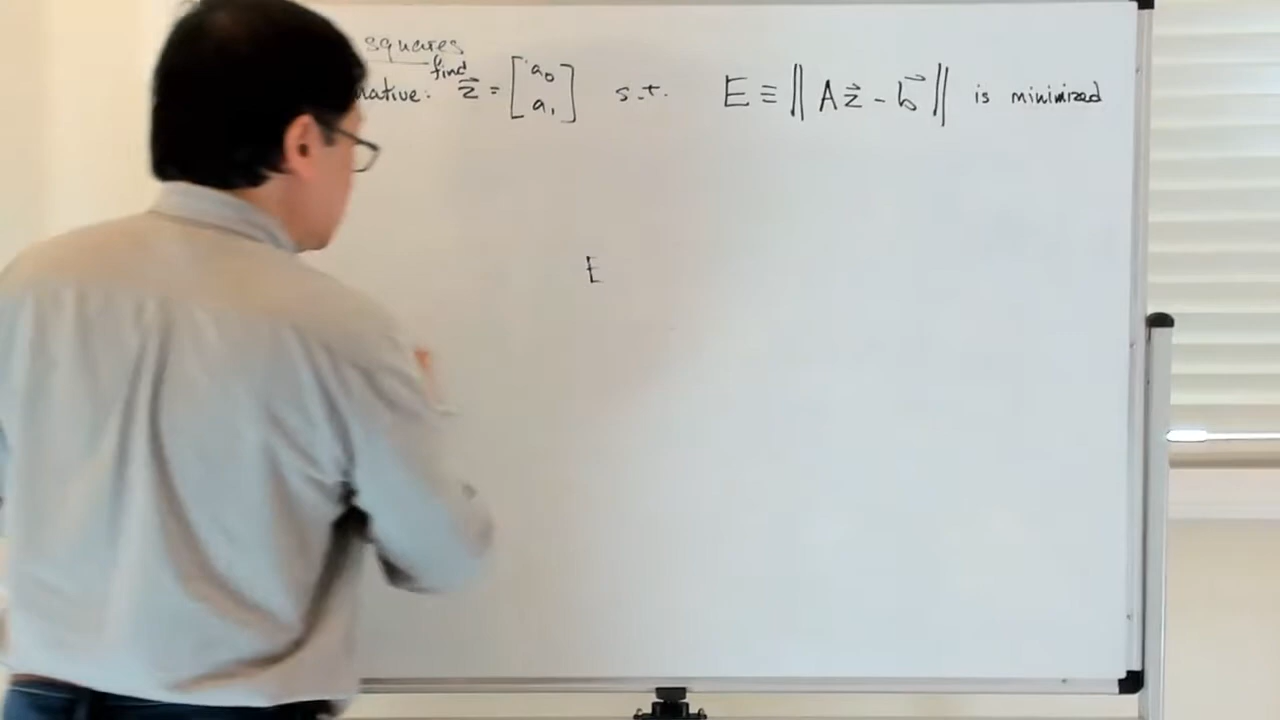 squares
find
z⃗ = [a₀ a₁] s.t. E ≡ ‖Az⃗ - b⃗‖ is minimized
E